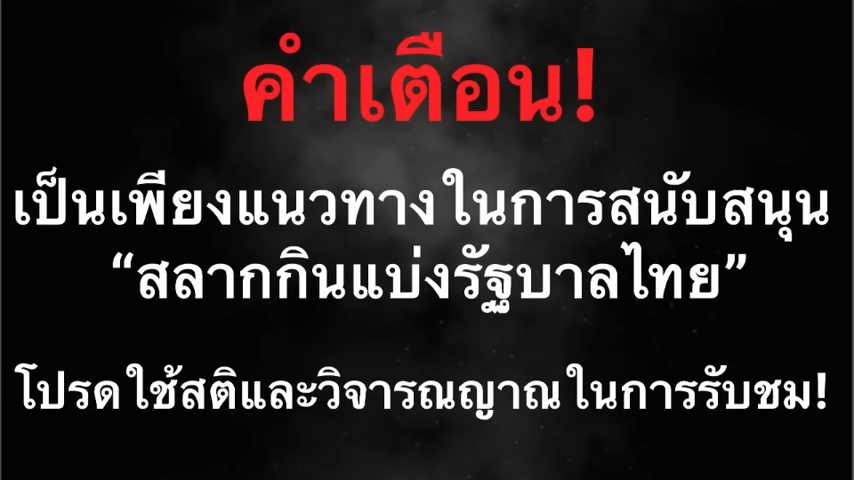 คำเตือน!
เป็นเพียงแนวทางในการสนับสนุน
“สลากกินแบ่งรัฐบาลไทย”
โปรดใช้สติและวิจารณญาณในการรับชม!